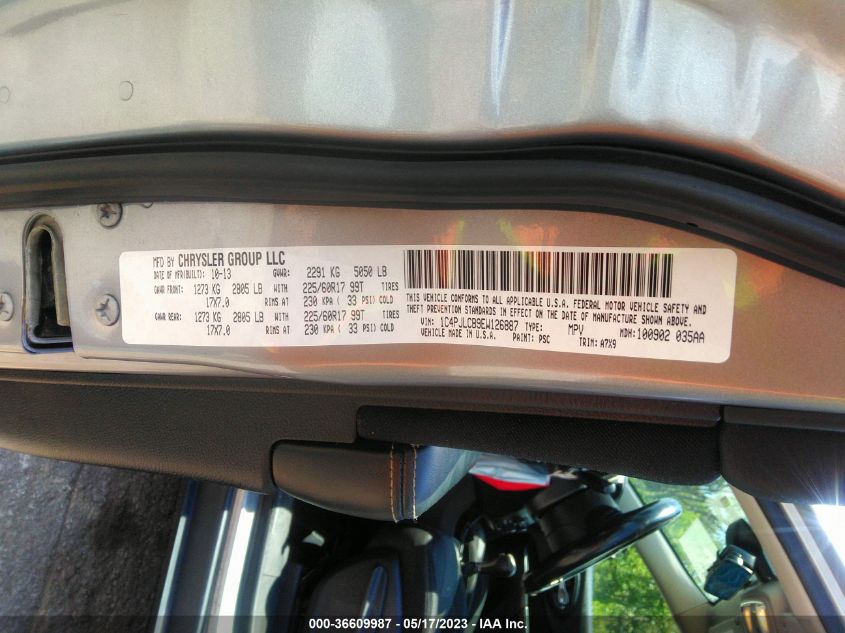 MFD BY CHRYSLER GROUP LLC
DATE OF MFR(BUILT): 10-13 GVWR: 2291 KG 5050 LB
GAWR FRONT: 1273 KG 2805 LB WITH 225/60R17 99T TIRES
17X7.0 RIMS AT 230 KPA ( 33 PSI) COLD
GAWR REAR: 1273 KG 2805 LB WITH 225/60R17 99T TIRES
17X7.0 RIMS AT 230 KPA ( 33 PSI) COLD
THIS VEHICLE CONFORMS TO ALL APPLICABLE U.S.A. FEDERAL MOTOR VEHICLE SAFETY AND
THEFT PREVENTION STANDARDS IN EFFECT ON THE DATE OF MANUFACTURE SHOWN ABOVE.
VIN: 1C4PJLCB9EW126887 TYPE: MPV MDH: 100902 035AA
VEHICLE MADE IN U.S.A. PAINT: PSC TRIM: A7X9
000-36609987 - 05/17/2023 - IAA Inc.